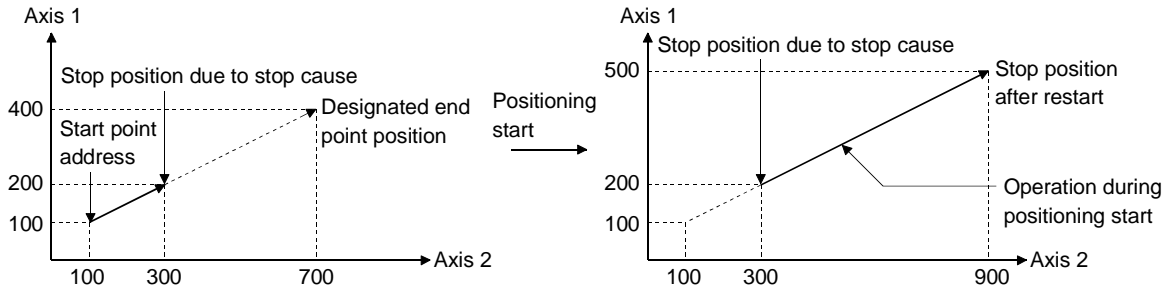 Axis 1
Stop position due to stop cause
400
Designated end
point position
Start point
address
200
100
100
300
700
Axis 2
Positioning
start
Axis 1
Stop position due to stop cause
500
Stop position
after restart
200
Operation during
positioning start
100
100
300
900
Axis 2